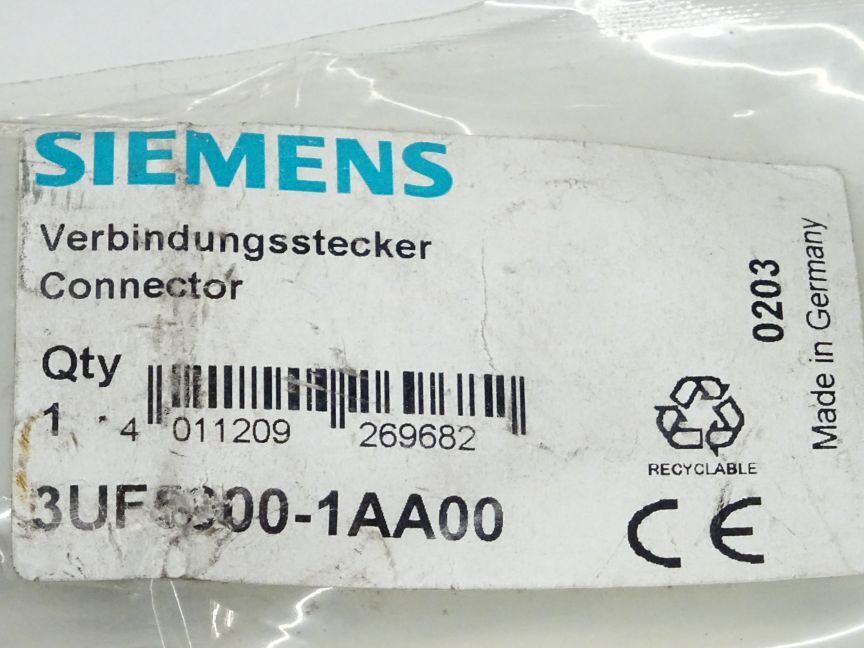 SIEMENS
Verbindungsstecker
Connector
Qty
1
4 011209 269682
RECYCLABLE
CE
0203
Made in Germany